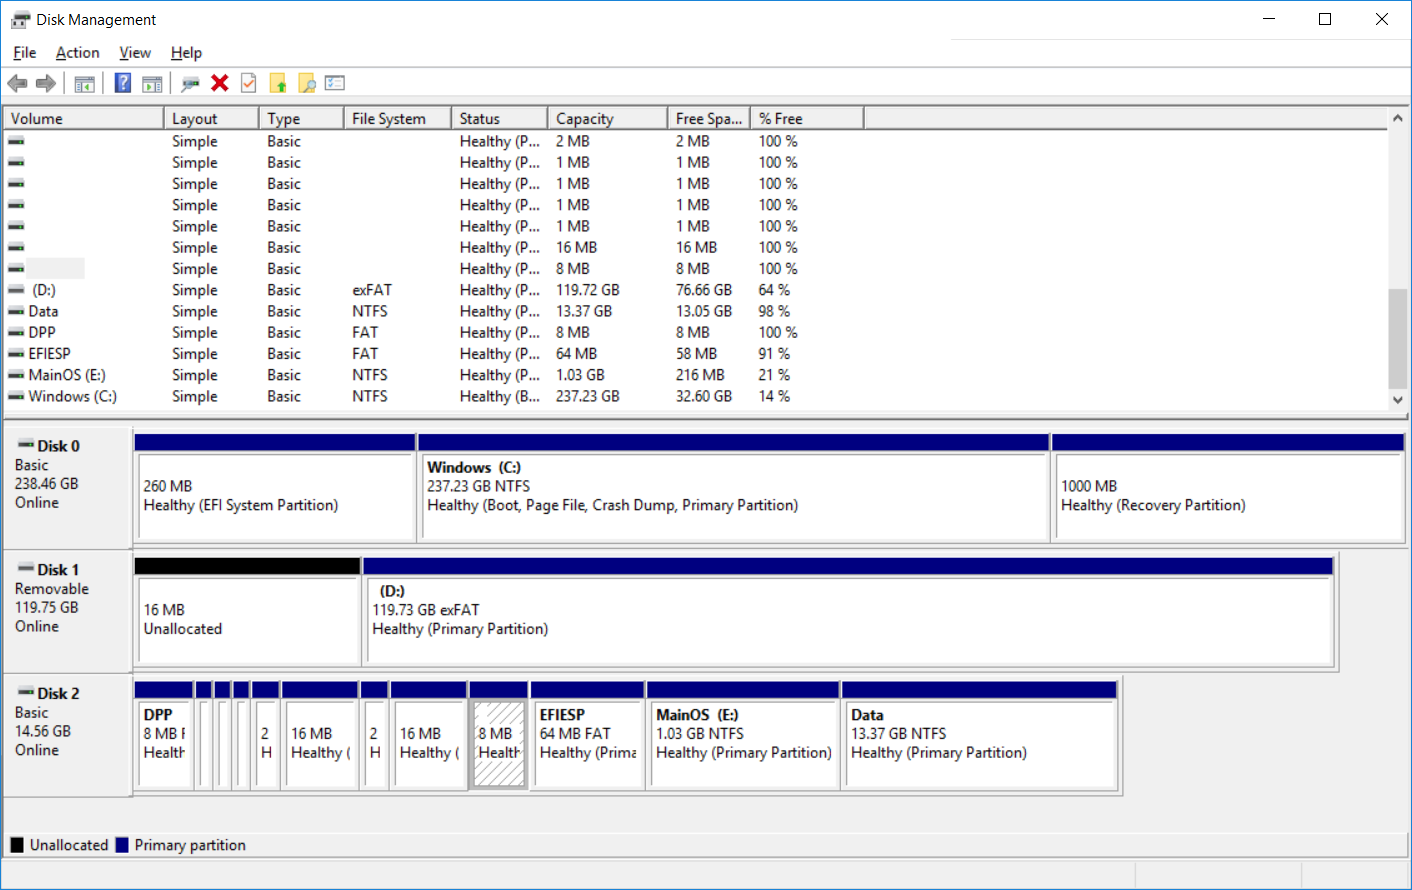 Disk Management
File Action View Help
Volume Layout Type File System Status Capacity Free Spa... % Free
Simple Basic Healthy (P... 2 MB 2 MB 100 %
Simple Basic Healthy (P... 1 MB 1 MB 100 %
Simple Basic Healthy (P... 1 MB 1 MB 100 %
Simple Basic Healthy (P... 1 MB 1 MB 100 %
Simple Basic Healthy (P... 1 MB 1 MB 100 %
Simple Basic Healthy (P... 16 MB 16 MB 100 %
Simple Basic Healthy (P... 8 MB 8 MB 100 %
(D:) Simple Basic exFAT Healthy (P... 119.72 GB 76.66 GB 64 %
Data Simple Basic NTFS Healthy (P... 13.37 GB 13.05 GB 98 %
DPP Simple Basic FAT Healthy (P... 8 MB 8 MB 100 %
EFIESP Simple Basic FAT Healthy (P... 64 MB 58 MB 91 %
MainOS (E:) Simple Basic NTFS Healthy (P... 1.03 GB 216 MB 21 %
Windows (C:) Simple Basic NTFS Healthy (B... 237.23 GB 32.60 GB 14 %
Disk 0
Basic
238.46 GB
Online
260 MB
Healthy (EFI System Partition)
Windows (C:)
237.23 GB NTFS
Healthy (Boot, Page File, Crash Dump, Primary Partition)
1000 MB
Healthy (Recovery Partition)
Disk 1
Removable
119.75 GB
Online
16 MB
Unallocated
(D:)
119.73 GB exFAT
Healthy (Primary Partition)
Disk 2
Basic
14.56 GB
Online
DPP
8 MB F
Health
2
H
16 MB
Healthy (
2
H
16 MB
Healthy (
8 MB
Health
EFIESP
64 MB FAT
Healthy (Prima
MainOS (E:)
1.03 GB NTFS
Healthy (Primary Partition)
Data
13.37 GB NTFS
Healthy (Primary Partition)
Unallocated Primary partition